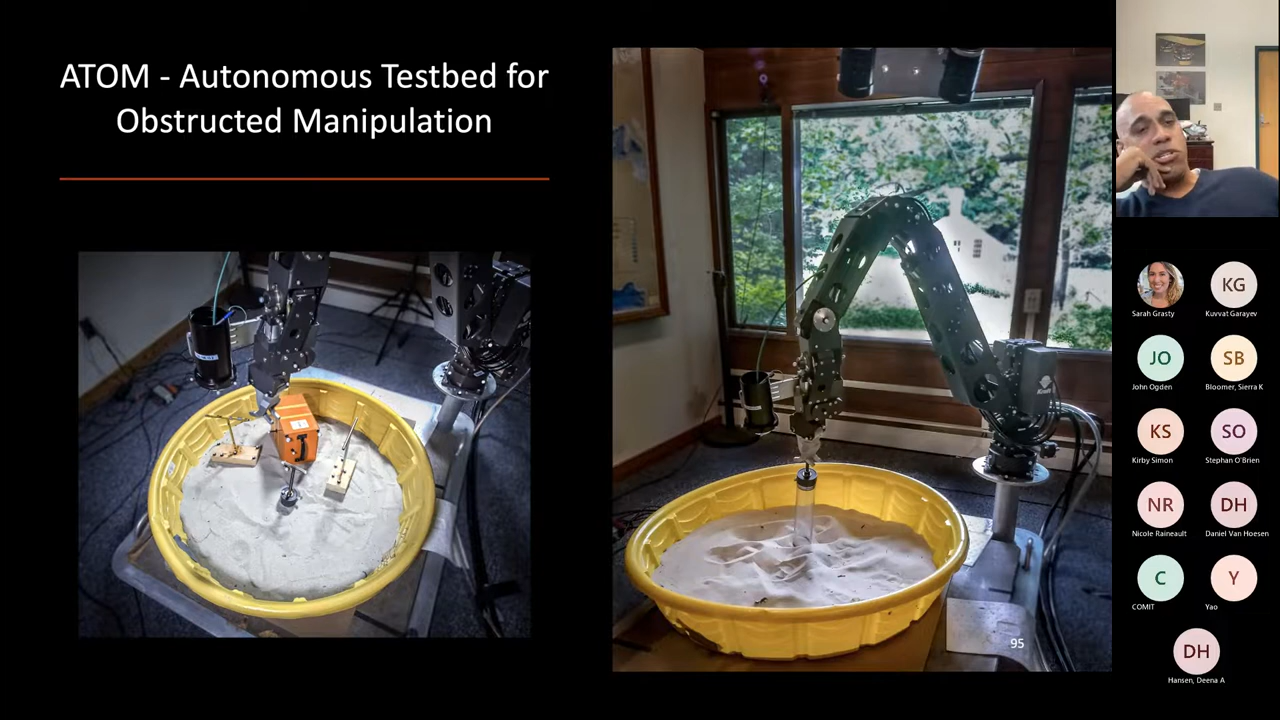 ATOM - Autonomous Testbed for
Obstructed Manipulation
95
Sarah Grasty
KG
Kuvvat Garayev
JO
John Ogden
SB
Bloomer, Sierra K
KS
Kirby Simon
SO
Stephan O'Brien
NR
Nicole Raineault
DH
Daniel Van Hoesen
C
COMIT
Y
Yao
DH
Hansen, Deena A